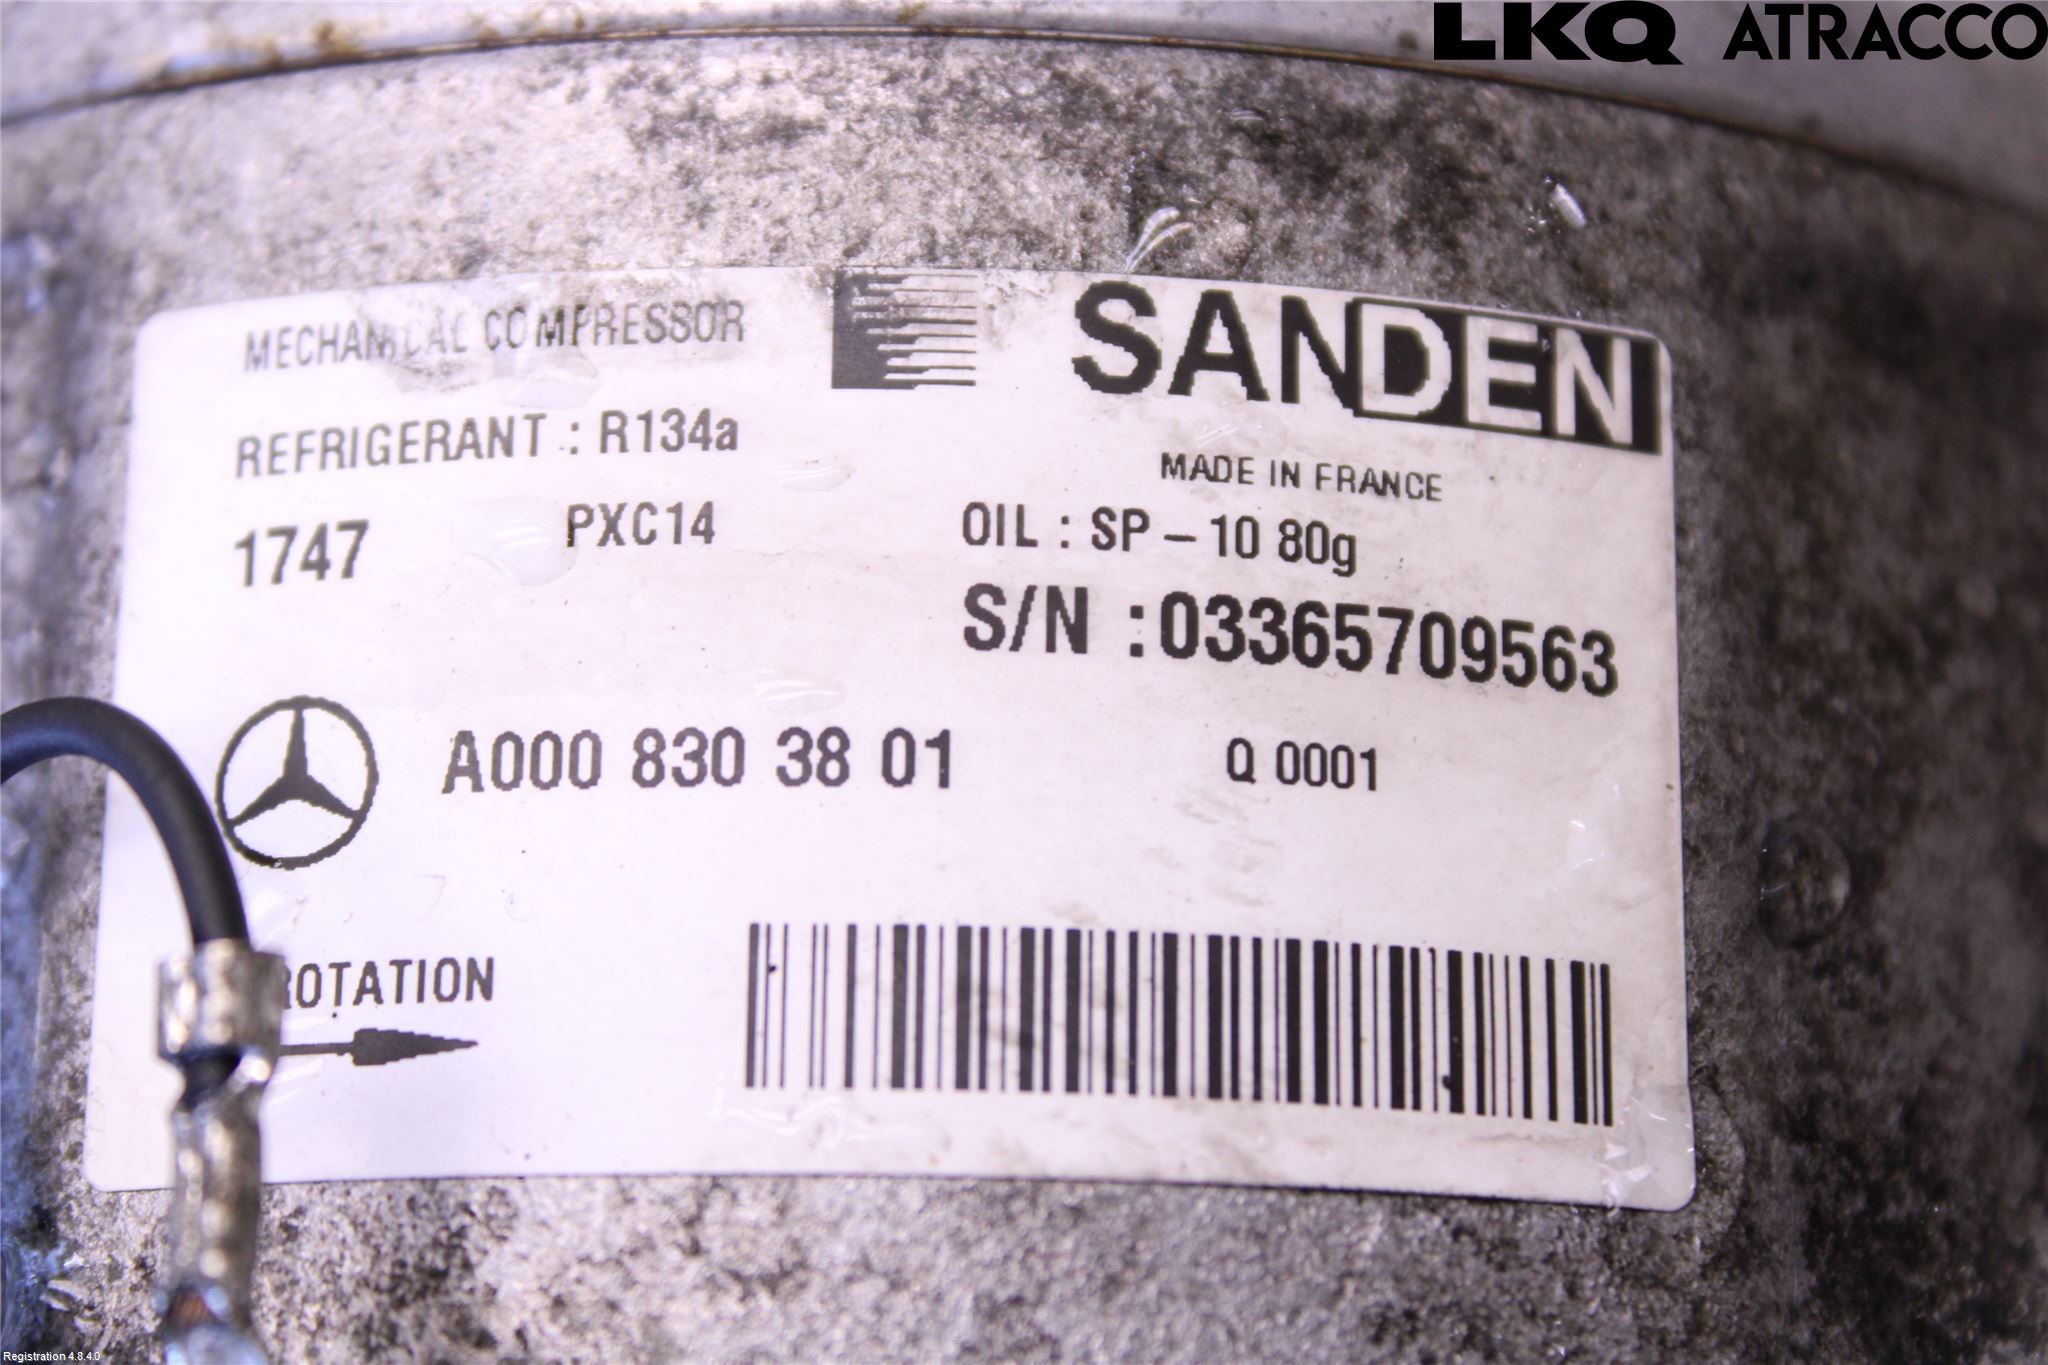 LKQ ATRACCO
MECHANICAL COMPRESSOR
SANDEN
REFRIGERANT : R134a
MADE IN FRANCE
1747 PXC14
OIL : SP - 10 80g
S/N : 03365709563
A000 830 38 01
Q 0001
ROTATION
Registration 4.8.4.0